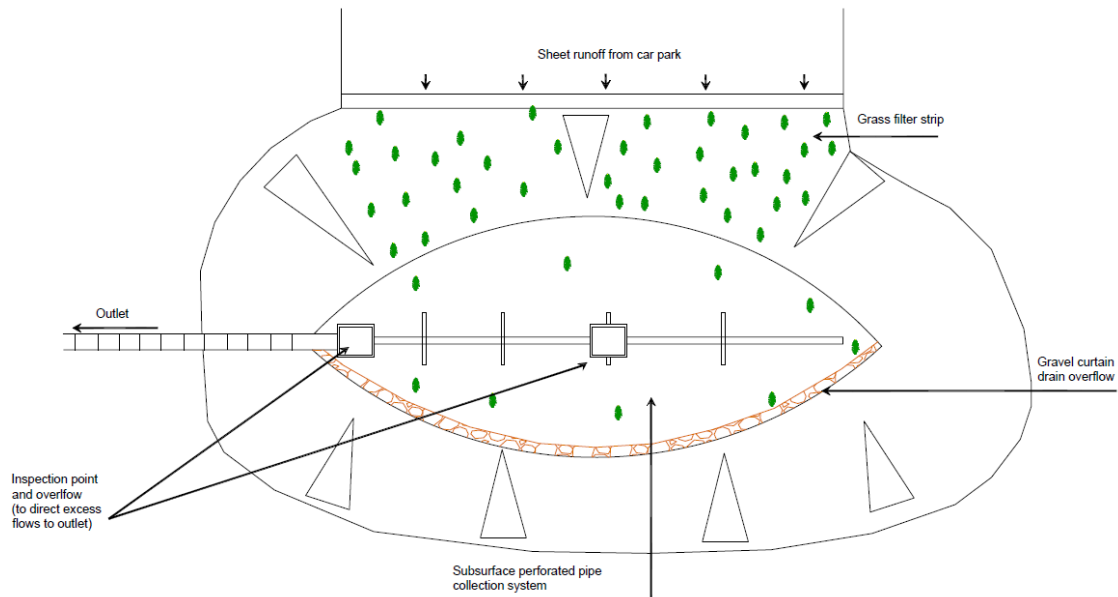 Sheet runoff from car park
Grass filter strip
Outlet
Gravel curtain
drain overflow
Inspection point
and overlfow
(to direct excess
flows to outlet)
Subsurface perforated pipe
collection system